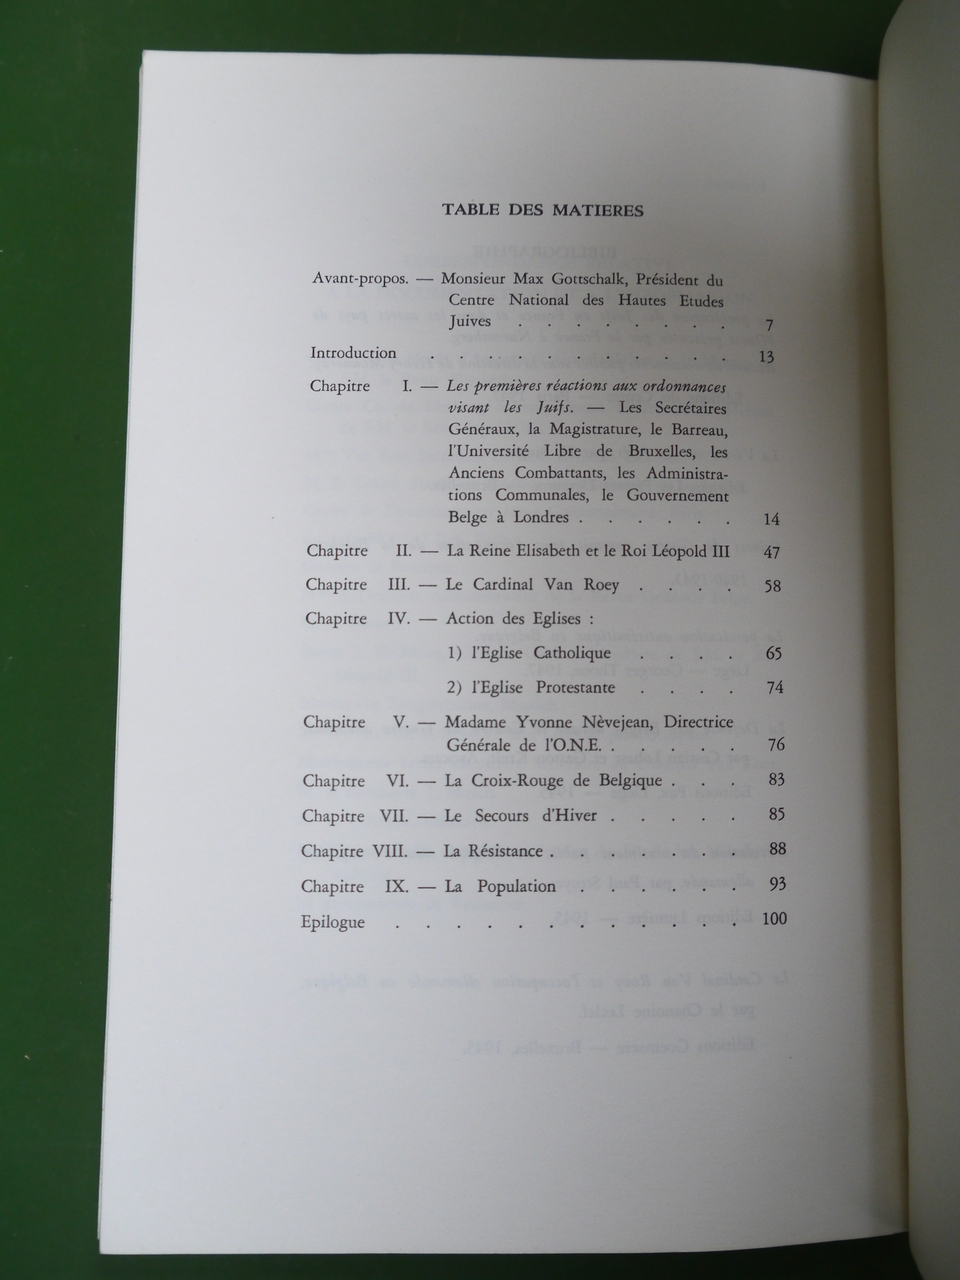 TABLE DES MATIERES
Avant-propos. — Monsieur Max Gottschalk, Président du
Centre National des Hautes Etudes
Juives . . . . . . . . 7
Introduction . . . . . . . . . . . 13
Chapitre I. — Les premières réactions aux ordonnances
visant les Juifs. — Les Secrétaires
Généraux, la Magistrature, le Barreau,
l'Université Libre de Bruxelles, les
Anciens Combattants, les Administra-
tions Communales, le Gouvernement
Belge à Londres . . . . . . 14
Chapitre II. — La Reine Elisabeth et le Roi Léopold III 47
Chapitre III. — Le Cardinal Van Roey . . . . 58
Chapitre IV. — Action des Eglises :
1) l'Eglise Catholique . . . . 65
2) l'Eglise Protestante . . . . 74
Chapitre V. — Madame Yvonne Nèvejean, Directrice
Générale de l'O.N.E. . . . . . 76
Chapitre VI. — La Croix-Rouge de Belgique . . . 83
Chapitre VII. — Le Secours d'Hiver . . . . . 85
Chapitre VIII. — La Résistance . . . . . . . 88
Chapitre IX. — La Population . . . . . . 93
Epilogue . . . . . . . . . . . . 100